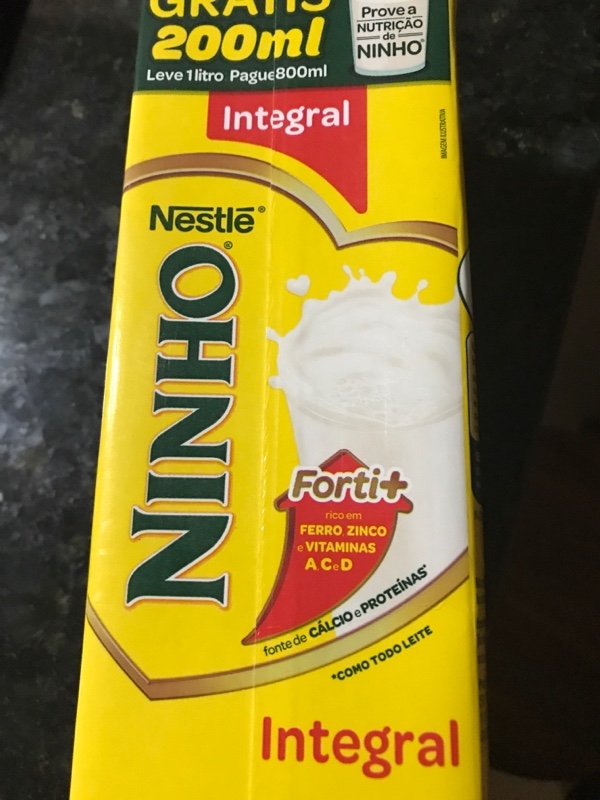 GRÁTIS
200ml
Leve 1 litro Pague 800ml
Prove a
NUTRIÇÃO
de
NINHO®
Integral
IMAGEM ILUSTRATIVA
Nestlé®
NINHO®
Forti+
rico em
FERRO, ZINCO
e VITAMINAS
A C e D
fonte de CÁLCIO e PROTEÍNAS*
*COMO TODO LEITE
Integral